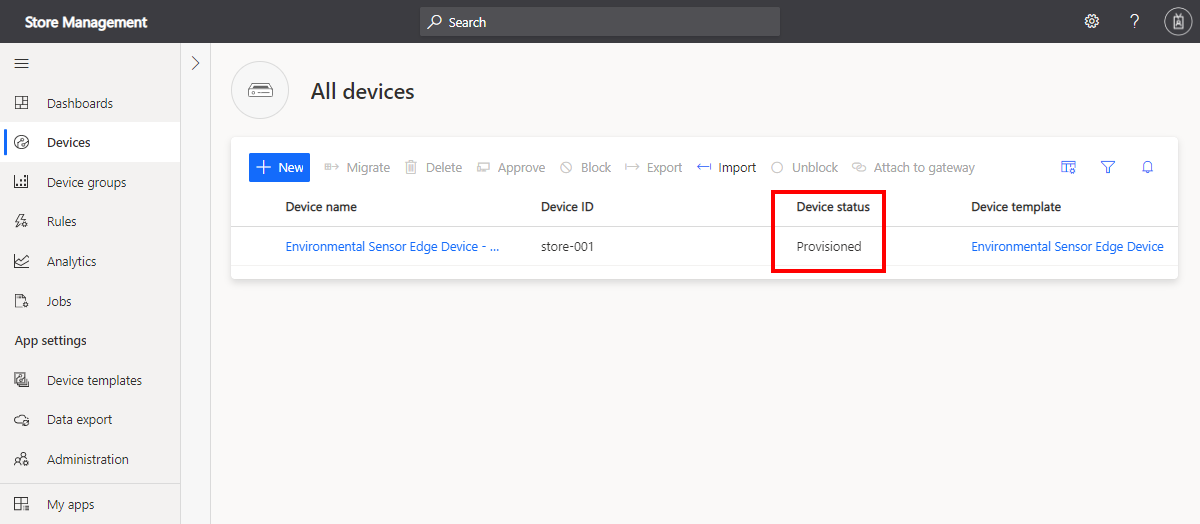 Store Management
Search
?
Dashboards
Devices
Device groups
Rules
Analytics
Jobs
App settings
Device templates
Data export
Administration
My apps
All devices
New Migrate Delete Approve Block Export Import Unblock Attach to gateway
Device name Device ID Device status Device template
Environmental Sensor Edge Device - ... store-001 Provisioned Environmental Sensor Edge Device